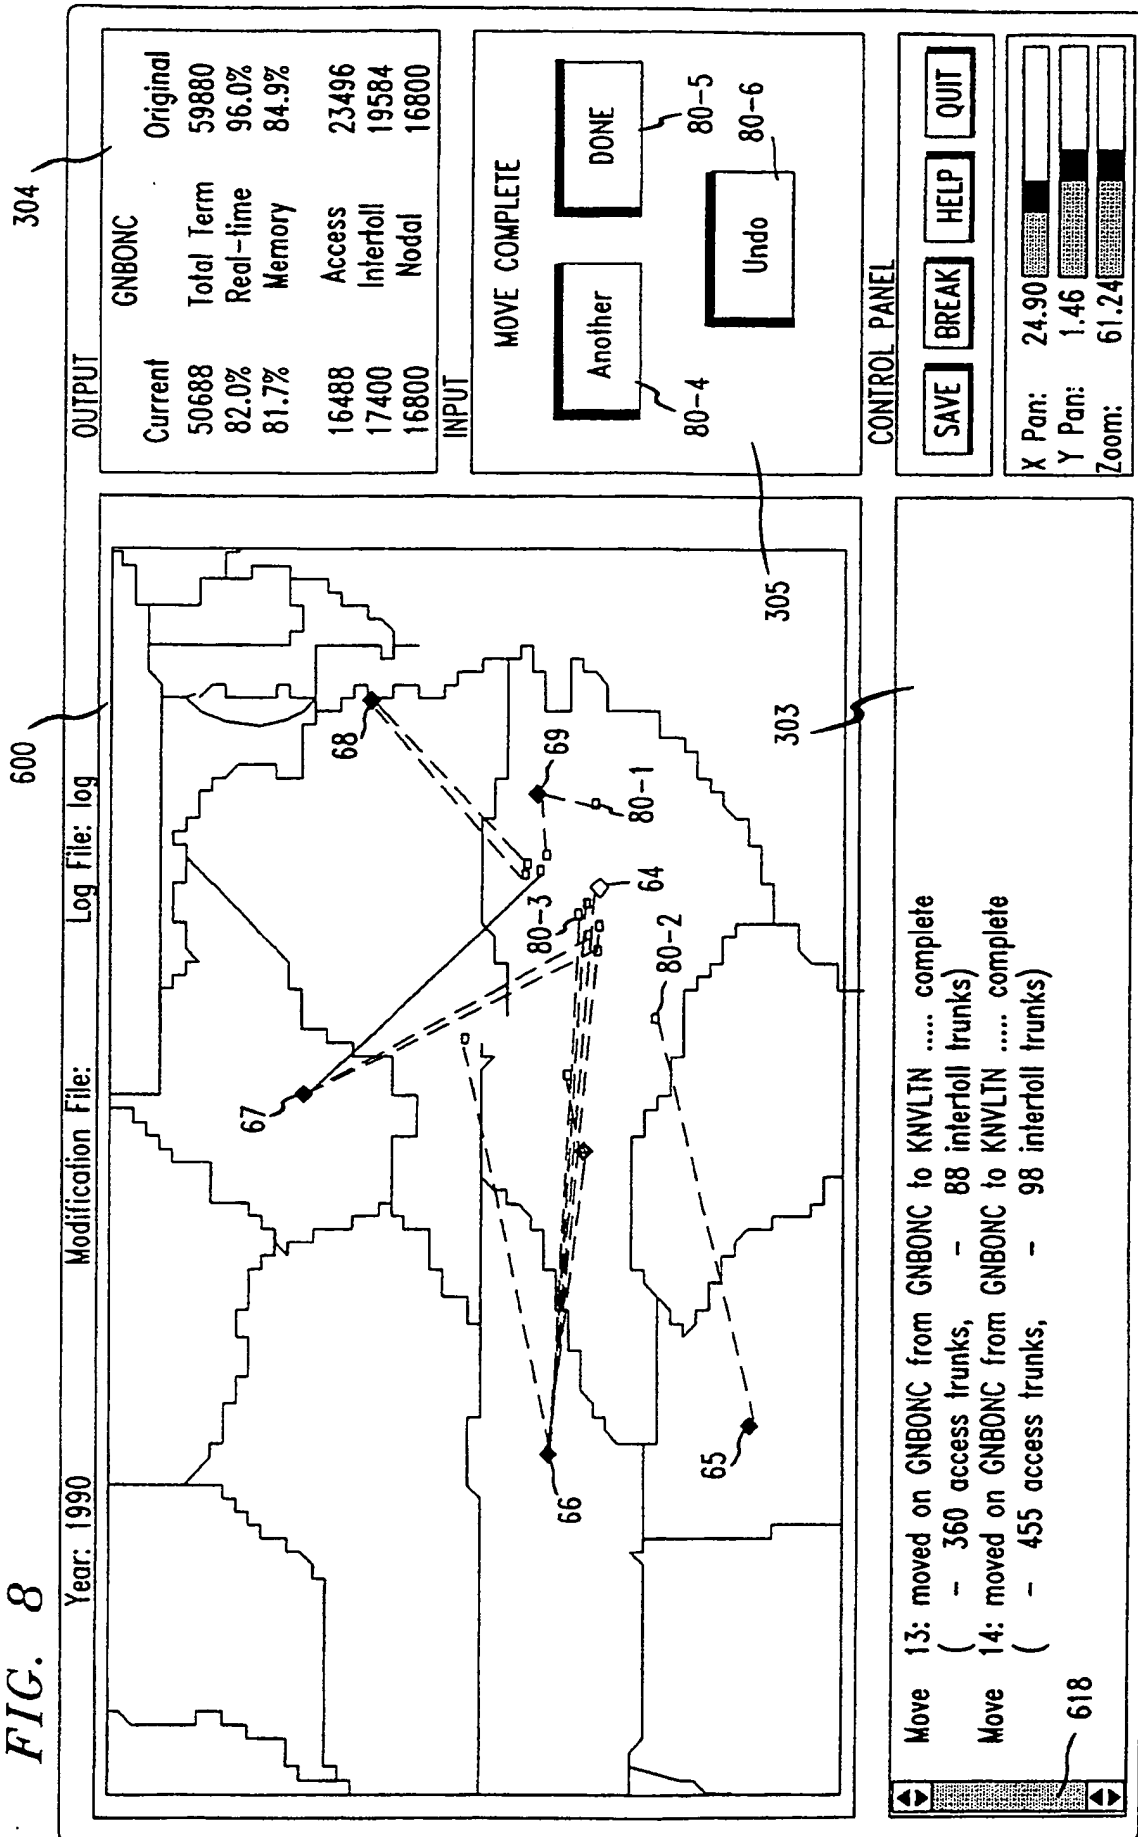 FIG. 8
600
304
Year: 1990 Modification File: Log File: log
67
68
69
80-1
80-3
64
80-2
66
65
OUTPUT
GNBONC
Current Original
50688 Total Term 59880
82.0% Real-time 96.0%
81.7% Memory 84.9%
16488 Access 23496
17400 Intertoll 19584
16800 Nodal 16800
INPUT
MOVE COMPLETE
Another
DONE
80-4
80-5
Undo
80-6
305
CONTROL PANEL
SAVE BREAK HELP QUIT
X Pan: 24.90
Y Pan: 1.46
Zoom: 61.24
303
Move 13: moved on GNBONC from GNBONC to KNVLTN ..... complete
( - 360 access trunks, - 88 intertoll trunks)
Move 14: moved on GNBONC from GNBONC to KNVLTN ..... complete
( - 455 access trunks, - 98 intertoll trunks)
618